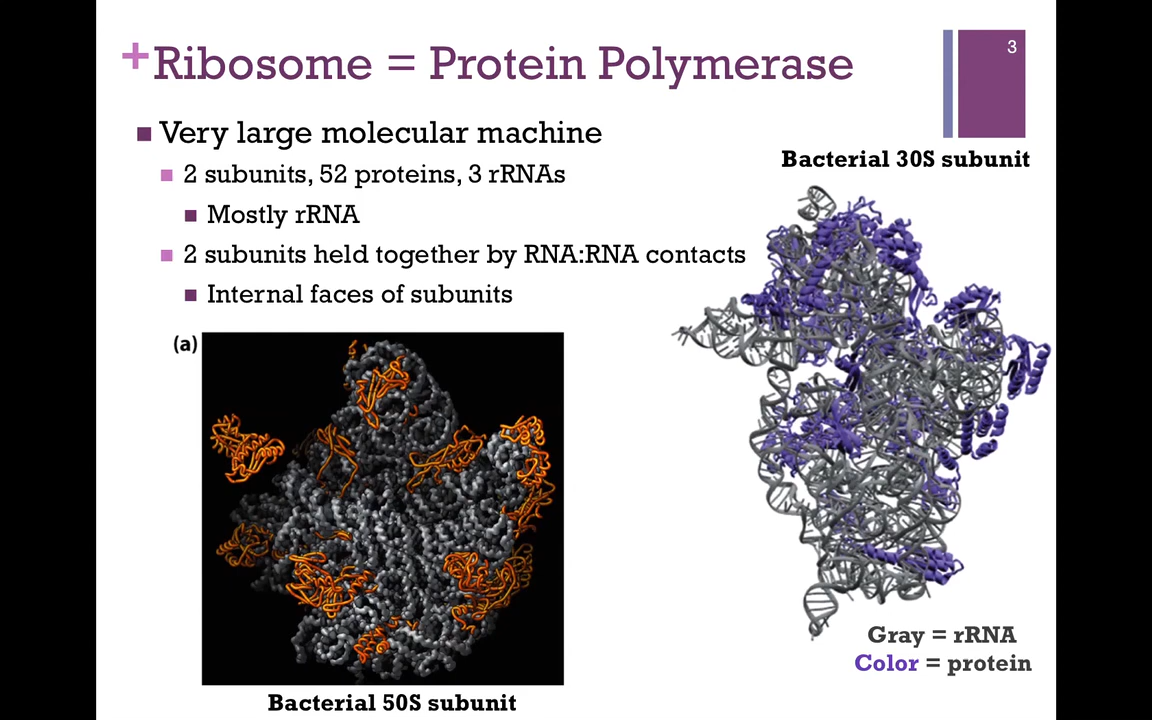 3
+ Ribosome = Protein Polymerase
Very large molecular machine
2 subunits, 52 proteins, 3 rRNAs
Mostly rRNA
2 subunits held together by RNA:RNA contacts
Internal faces of subunits
Bacterial 30S subunit
(a)
Gray = rRNA
Color = protein
Bacterial 50S subunit